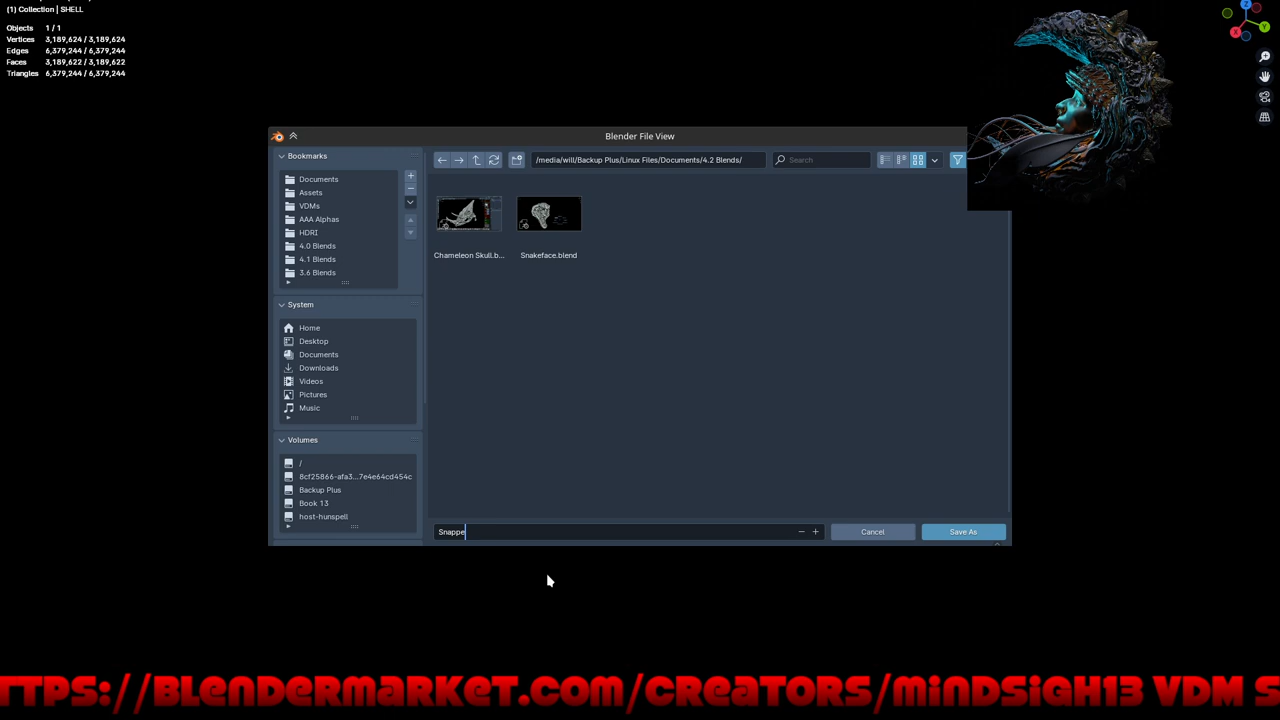 (1) Collection | SHELL
Objects 1 / 1
Vertices 3,189,624 / 3,189,624
Edges 6,379,244 / 6,379,244
Faces 3,189,622 / 3,189,622
Triangles 6,379,244 / 6,379,244
Z
Y
X
Blender File View
Bookmarks
Documents
Assets
VDMs
AAA Alphas
HDRI
4.0 Blends
4.1 Blends
3.6 Blends
System
Home
Desktop
Documents
Downloads
Videos
Pictures
Music
Volumes
/
8cf25866-afa3...7e4e64cd454c
Backup Plus
Book 13
host-hunspell
/media/will/Backup Plus/Linux Files/Documents/4.2 Blends/
Search
Chameleon Skull.b...
Snakeface.blend
Snappe
Cancel
Save As
TTPS://BLENDERMARKET.COM/CREATORS/MINDSIGH13 VDM S